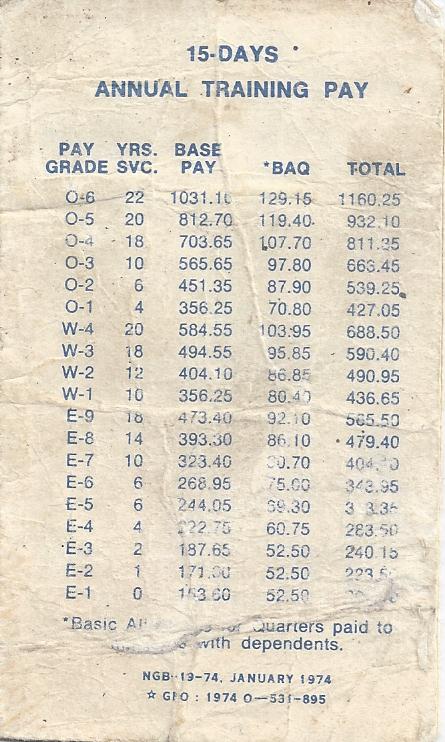 15-DAYS
ANNUAL TRAINING PAY
PAY YRS. BASE
GRADE SVC. PAY *BAQ TOTAL
O-6 22 1031.10 129.15 1160.25
O-5 20 812.70 119.40 932.10
O-4 18 703.65 107.70 811.35
O-3 10 565.65 97.80 663.45
O-2 6 451.35 87.90 539.25
O-1 4 356.25 70.80 427.05
W-4 20 584.55 103.95 688.50
W-3 18 494.55 95.85 590.40
W-2 12 404.10 86.85 490.95
W-1 10 356.25 80.40 436.65
E-9 18 473.40 92.10 565.50
E-8 14 393.30 86.10 479.40
E-7 10 323.40
E-6 6 268.95 75.00 343.95
E-5 6 244.05 69.30
E-4 4 222.75 60.75 283.50
E-3 2 187.65 52.50 240.15
E-2 1 52.50
E-1 0 52.50
*Basic Quarters paid to
with dependents.
NGB-19-74, JANUARY 1974
☆ GPO : 1974 O—531-895